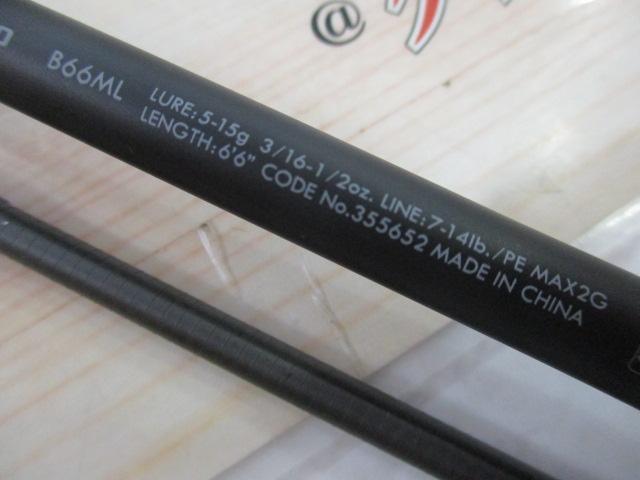 B66ML
LURE:5-15g 3/16-1/2oz. LINE:7-14lb./PE MAX2G
LENGTH:6'6" CODE No.355652 MADE IN CHINA
@